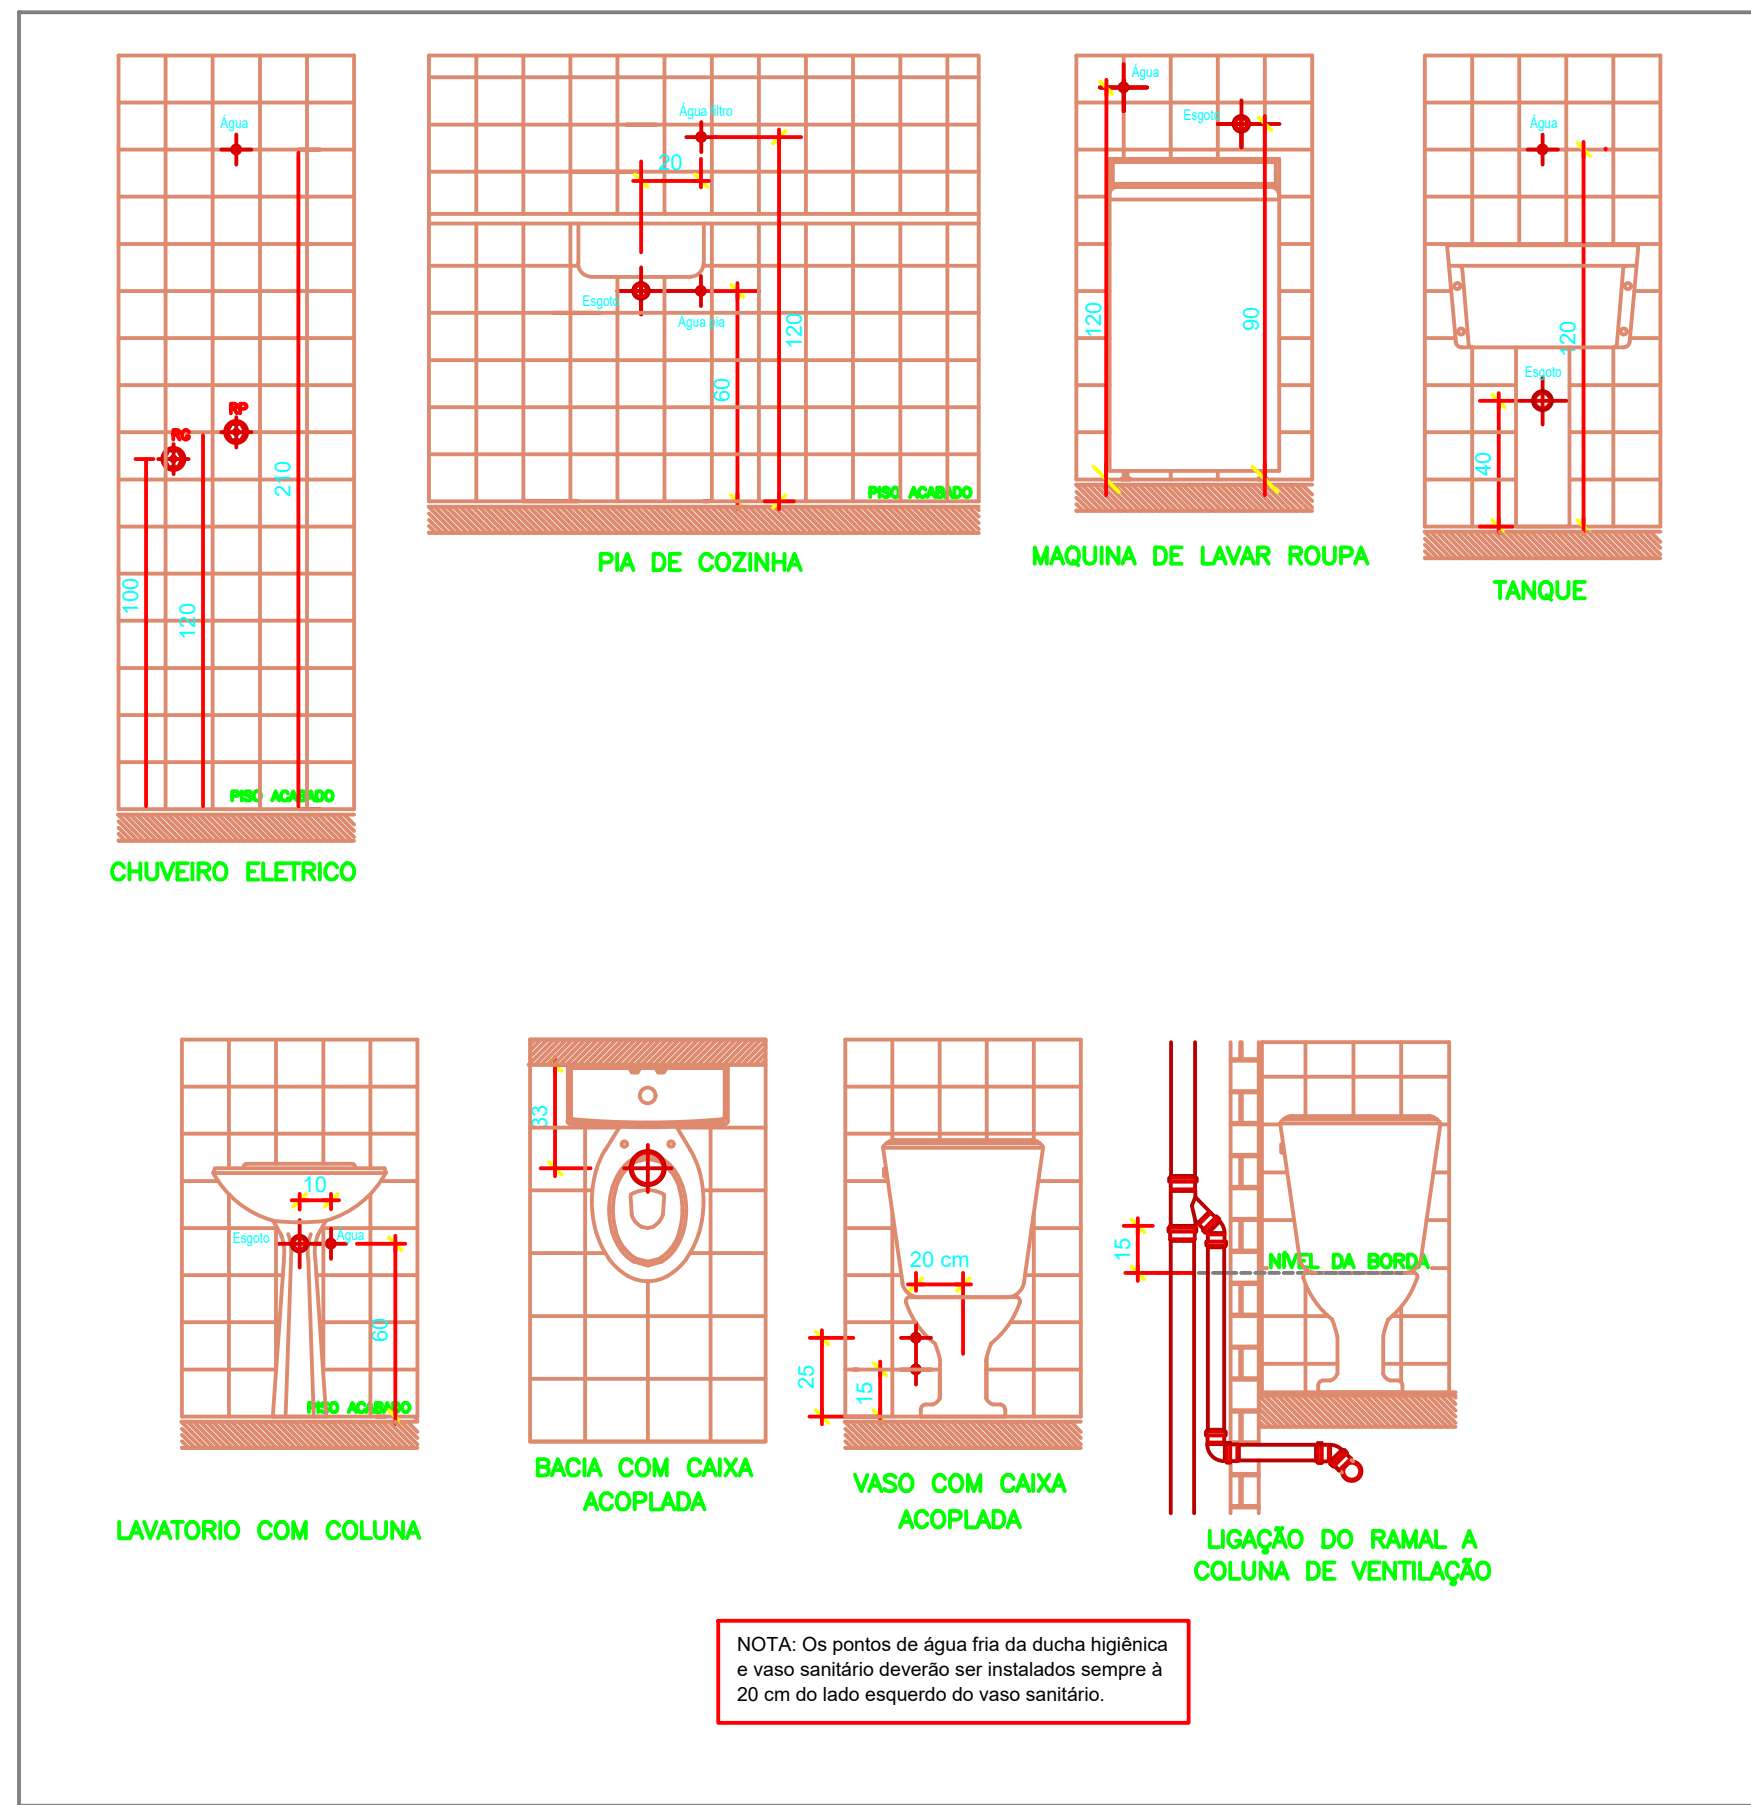 Água
RP
RG
210
100
120
PISO ACABADO
CHUVEIRO ELETRICO
Água filtro
20
Esgoto
Água pia
120
60
PISO ACABADO
PIA DE COZINHA
Água
Esgoto
120
90
MAQUINA DE LAVAR ROUPA
Água
120
Esgoto
40
TANQUE
10
Esgoto
Água
60
PISO ACABADO
LAVATORIO COM COLUNA
33
BACIA COM CAIXA
ACOPLADA
20 cm
25
15
VASO COM CAIXA
ACOPLADA
15
NÍVEL DA BORDA
LIGAÇÃO DO RAMAL A
COLUNA DE VENTILAÇÃO
NOTA: Os pontos de água fria da ducha higiênica
e vaso sanitário deverão ser instalados sempre à
20 cm do lado esquerdo do vaso sanitário.